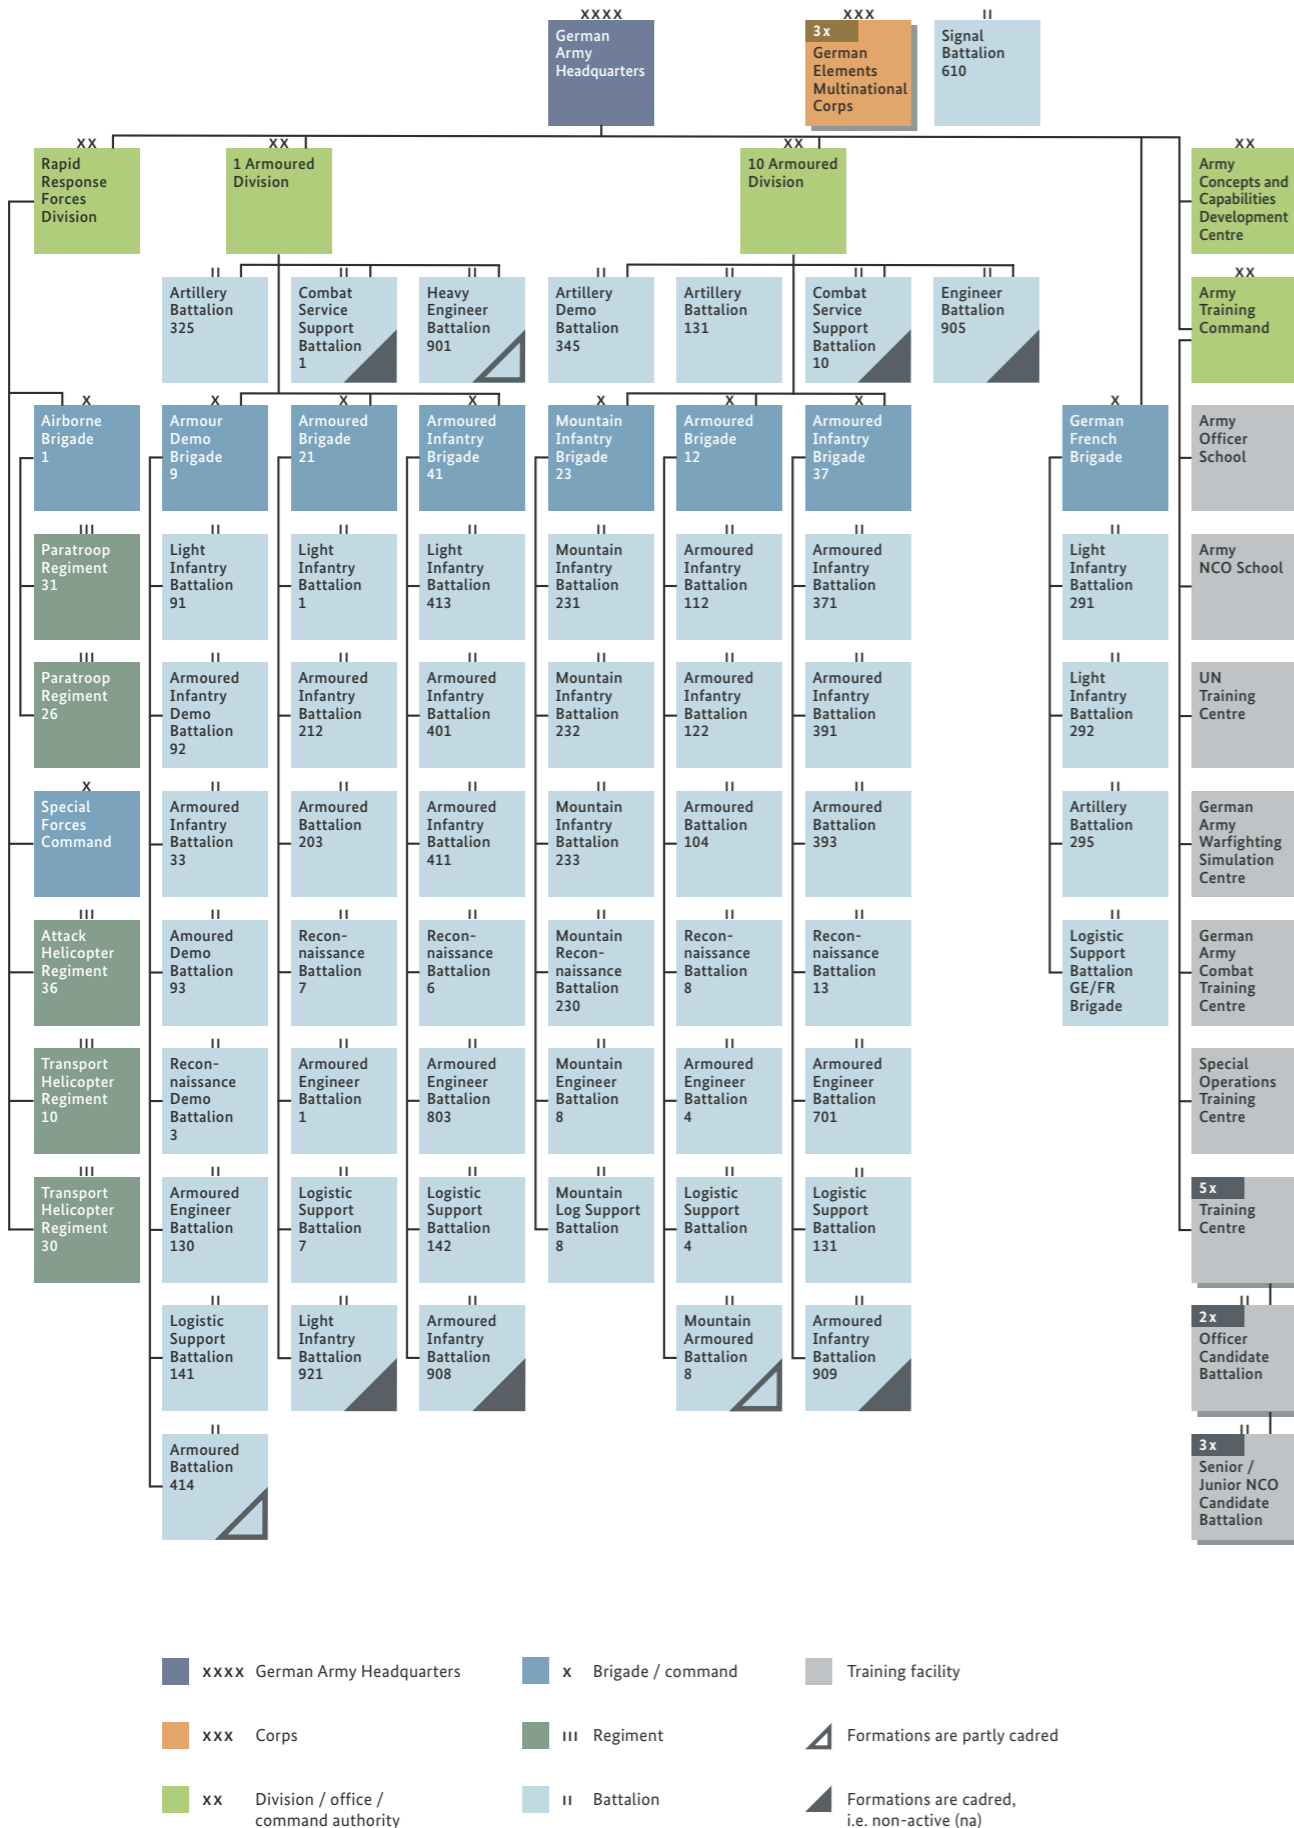 XXXX
German
Army
Headquarters
XXX
3x
German
Elements
Multinational
Corps
II
Signal
Battalion
610
XX
Rapid
Response
Forces
Division
XX
1 Armoured
Division
XX
10 Armoured
Division
XX
Army
Concepts and
Capabilities
Development
Centre
II
Artillery
Battalion
325
II
Combat
Service
Support
Battalion
1
II
Heavy
Engineer
Battalion
901
II
Artillery
Demo
Battalion
345
II
Artillery
Battalion
131
II
Combat
Service
Support
Battalion
10
II
Engineer
Battalion
905
XX
Army
Training
Command
X
Airborne
Brigade
1
X
Armour
Demo
Brigade
9
X
Armoured
Brigade
21
X
Armoured
Infantry
Brigade
41
X
Mountain
Infantry
Brigade
23
X
Armoured
Brigade
12
X
Armoured
Infantry
Brigade
37
X
German
French
Brigade
Army
Officer
School
III
Paratroop
Regiment
31
II
Light
Infantry
Battalion
91
II
Light
Infantry
Battalion
1
II
Light
Infantry
Battalion
413
II
Mountain
Infantry
Battalion
231
II
Armoured
Infantry
Battalion
112
II
Armoured
Infantry
Battalion
371
II
Light
Infantry
Battalion
291
Army
NCO School
III
Paratroop
Regiment
26
II
Armoured
Infantry
Demo
Battalion
92
II
Armoured
Infantry
Battalion
212
II
Armoured
Infantry
Battalion
401
II
Mountain
Infantry
Battalion
232
II
Armoured
Infantry
Battalion
122
II
Armoured
Infantry
Battalion
391
II
Light
Infantry
Battalion
292
UN
Training
Centre
X
Special
Forces
Command
II
Armoured
Infantry
Battalion
33
II
Armoured
Battalion
203
II
Armoured
Infantry
Battalion
411
II
Mountain
Infantry
Battalion
233
II
Armoured
Battalion
104
II
Armoured
Battalion
393
II
Artillery
Battalion
295
German
Army
Warfighting
Simulation
Centre
III
Attack
Helicopter
Regiment
36
II
Amoured
Demo
Battalion
93
II
Recon-
naissance
Battalion
7
II
Recon-
naissance
Battalion
6
II
Mountain
Recon-
naissance
Battalion
230
II
Recon-
naissance
Battalion
8
II
Recon-
naissance
Battalion
13
II
Logistic
Support
Battalion
GE/FR
Brigade
German
Army
Combat
Training
Centre
III
Transport
Helicopter
Regiment
10
II
Recon-
naissance
Demo
Battalion
3
II
Armoured
Engineer
Battalion
1
II
Armoured
Engineer
Battalion
803
II
Mountain
Engineer
Battalion
8
II
Armoured
Engineer
Battalion
4
II
Armoured
Engineer
Battalion
701
Special
Operations
Training
Centre
III
Transport
Helicopter
Regiment
30
II
Armoured
Engineer
Battalion
130
II
Logistic
Support
Battalion
7
II
Logistic
Support
Battalion
142
II
Mountain
Log Support
Battalion
8
II
Logistic
Support
Battalion
4
II
Logistic
Support
Battalion
131
5x
Training
Centre
II
Logistic
Support
Battalion
141
II
Light
Infantry
Battalion
921
II
Armoured
Infantry
Battalion
908
II
Mountain
Armoured
Battalion
8
II
Armoured
Infantry
Battalion
909
II
2x
Officer
Candidate
Battalion
II
Armoured
Battalion
414
II
3x
Senior /
Junior NCO
Candidate
Battalion
XXXX German Army Headquarters
X Brigade / command
Training facility
XXX Corps
III Regiment
Formations are partly cadred
XX Division / office /
command authority
II Battalion
Formations are cadred,
i.e. non-active (na)